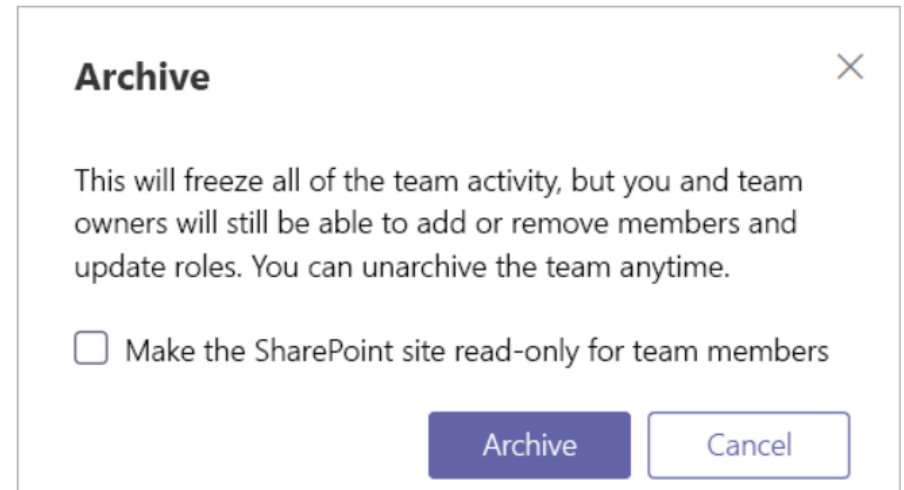 Archive
This will freeze all of the team activity, but you and team
owners will still be able to add or remove members and
update roles. You can unarchive the team anytime.
Make the SharePoint site read-only for team members
Archive
Cancel